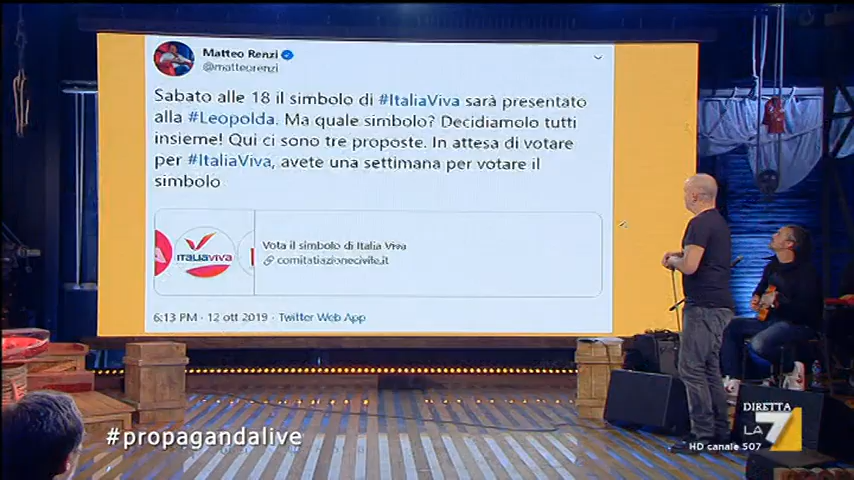 Matteo Renzi
@matteorenzi
Sabato alle 18 il simbolo di #ItaliaViva sarà presentato
alla #Leopolda. Ma quale simbolo? Decidiamolo tutti
insieme! Qui ci sono tre proposte. In attesa di votare
per #ItaliaViva, avete una settimana per votare il
simbolo
ITALIAVIVA
Vota il simbolo di Italia Viva
comitatiazionecivile.it
6:13 PM · 12 ott 2019 · Twitter Web App
#propagandalive
DIRETTA
LA 7
HD canale 507